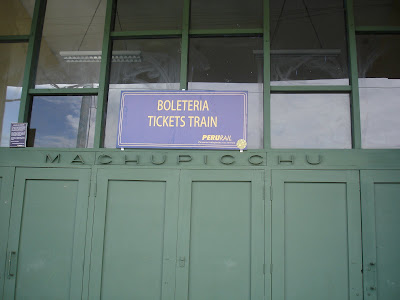 BOLETERIA
TICKETS TRAIN
PERURAIL
MACHUPICCHU